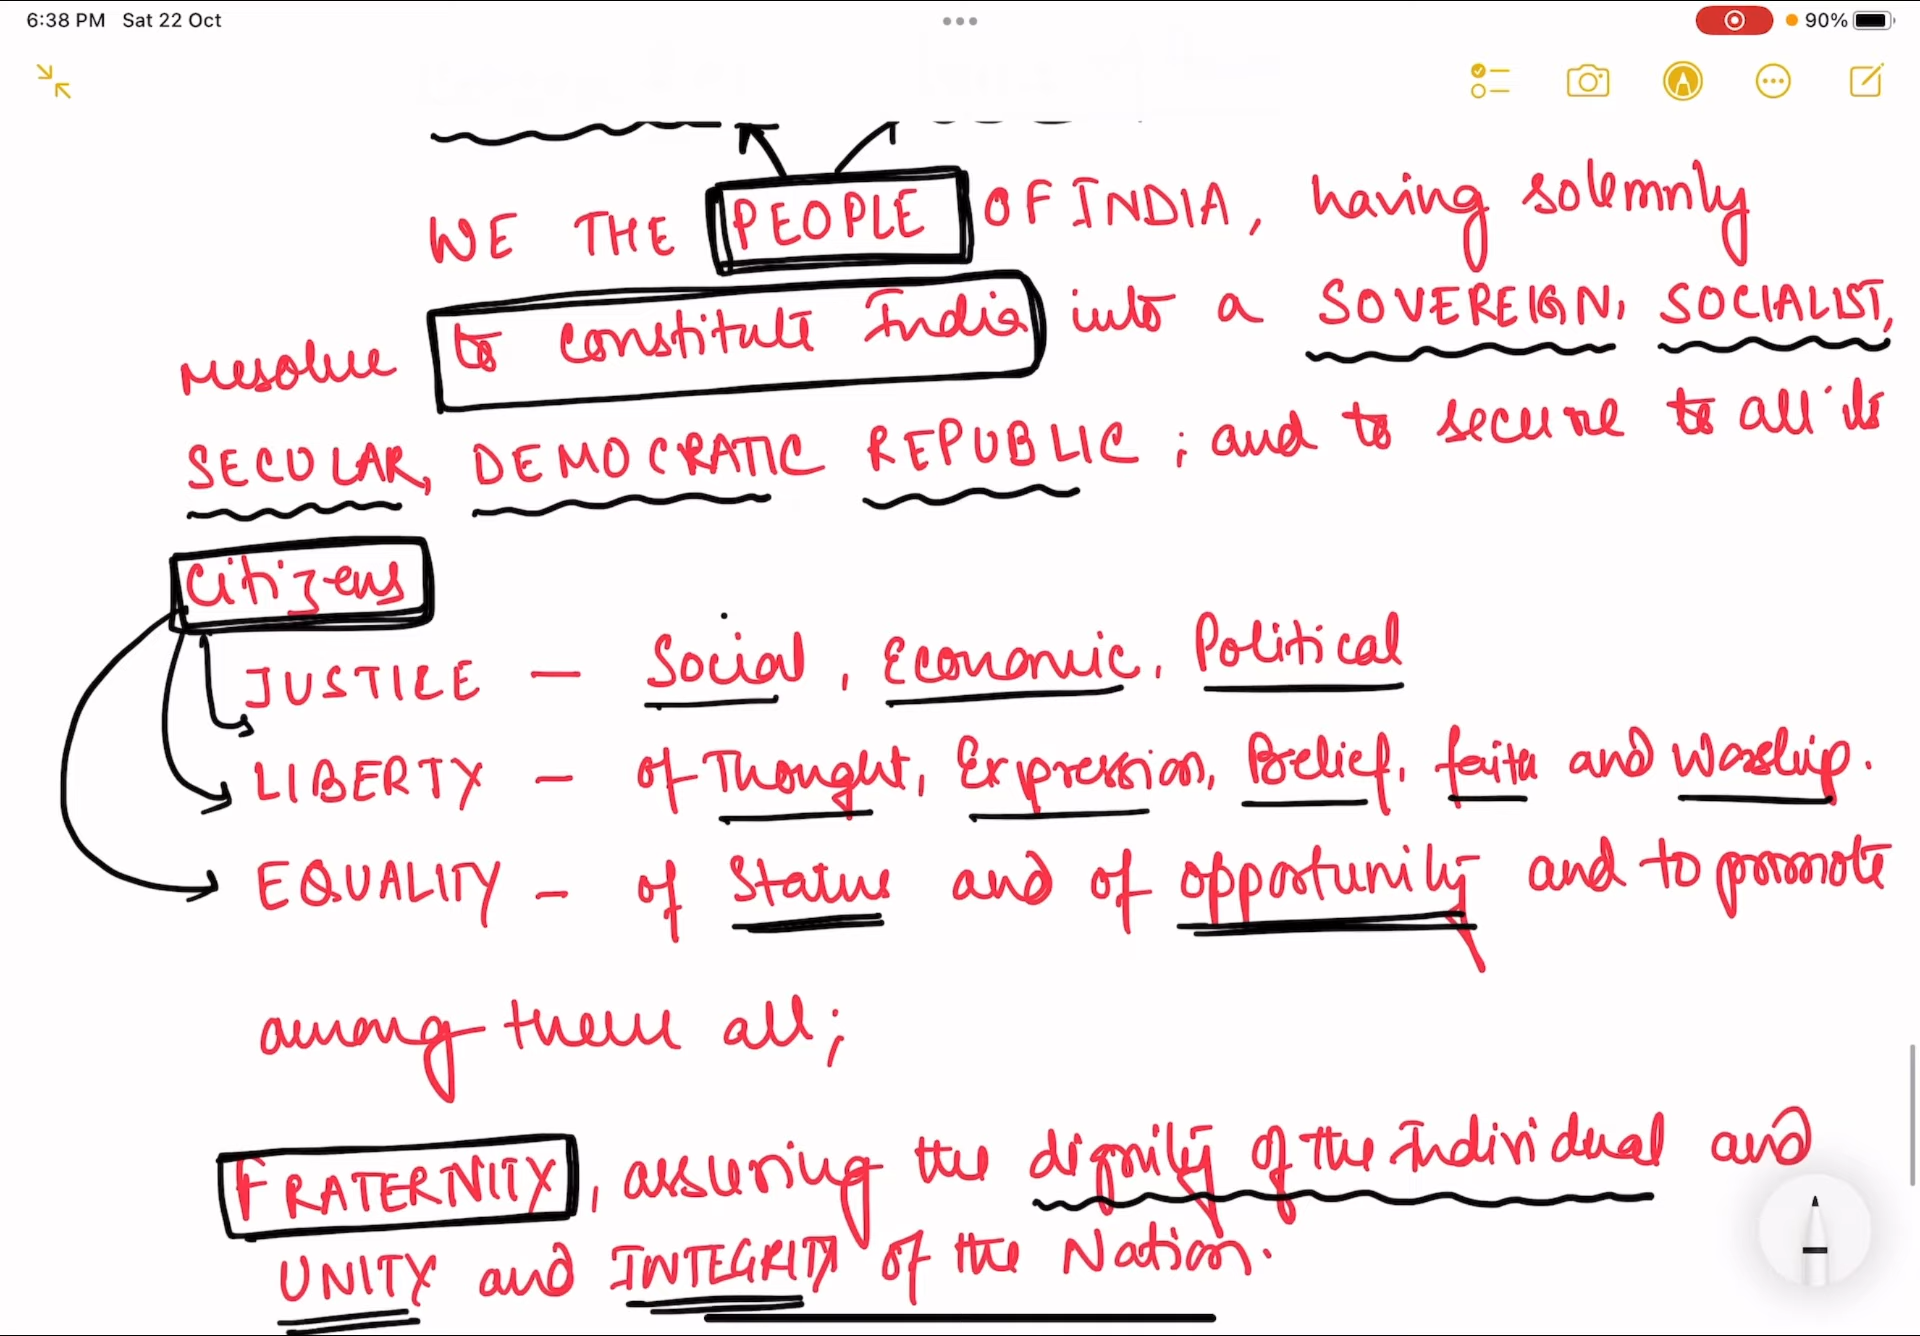 6:38 PM Sat 22 Oct
90%
WE THE PEOPLE OF INDIA, having solemnly
resolve to constitute India into a SOVEREIGN, SOCIALIST,
SECULAR, DEMOCRATIC REPUBLIC ; and to secure to all its
Citizens
JUSTICE — Social, Economic, Political
LIBERTY - of Thought, Expression, Belief, faith and Worship.
EQUALITY - of Status and of opportunity and to promote
among them all;
FRATERNITY, assuring the dignity of the Individual and
UNITY and INTEGRITY of the Nation.